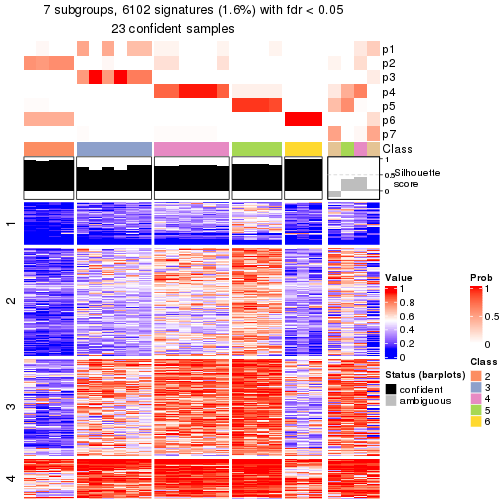 7 subgroups, 6102 signatures (1.6%) with fdr < 0.05
23 confident samples
p1
p2
p3
p4
p5
p6
p7
Class
1
0.5
0
Silhouette
score
1
2
3
4
Value
1
0.8
0.6
0.4
0.2
0
Prob
1
0.5
0
Status (barplots)
confident
ambiguous
Class
2
3
4
5
6